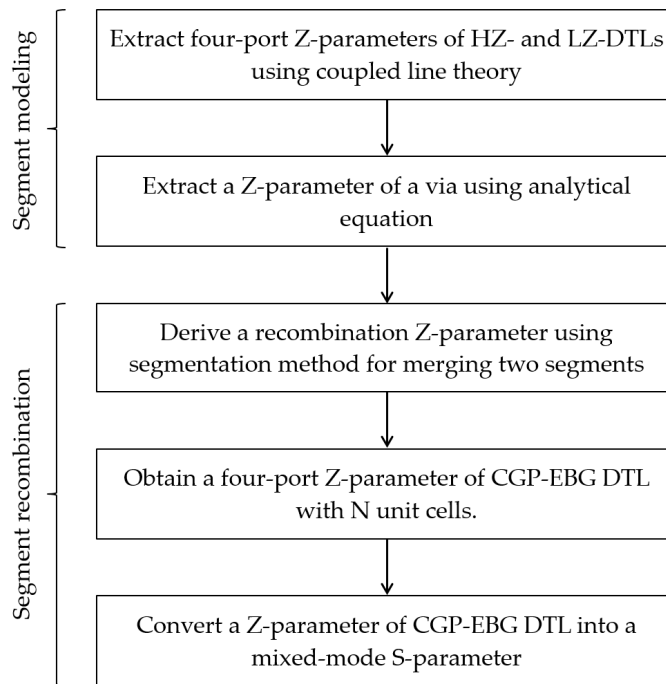 Segment modeling
Extract four-port Z-parameters of HZ- and LZ-DTLs
using coupled line theory
Extract a Z-parameter of a via using analytical
equation
Segment recombination
Derive a recombination Z-parameter using
segmentation method for merging two segments
Obtain a four-port Z-parameter of CGP-EBG DTL
with N unit cells.
Convert a Z-parameter of CGP-EBG DTL into a
mixed-mode S-parameter